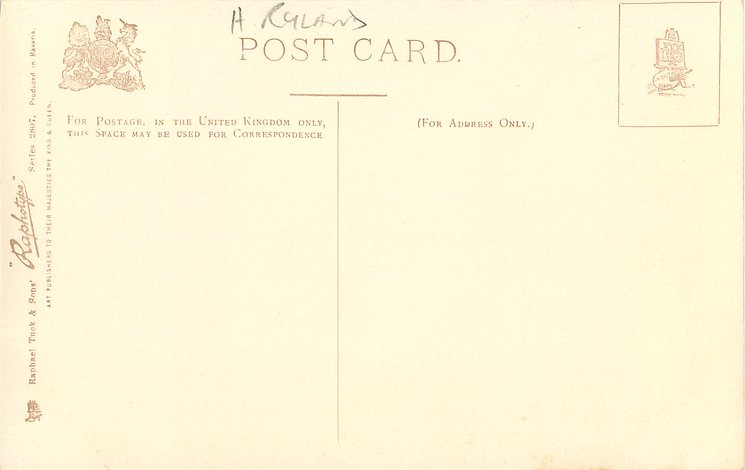 H. RYLAND
POST CARD.
FOR POSTAGE, IN THE UNITED KINGDOM ONLY,
THIS SPACE MAY BE USED FOR CORRESPONDENCE
(FOR ADDRESS ONLY.)
Raphael Tuck & Sons' "Raphotype" Series 2807. Produced in Bavaria.
ART PUBLISHERS TO THEIR MAJESTIES THE KING & QUEEN.